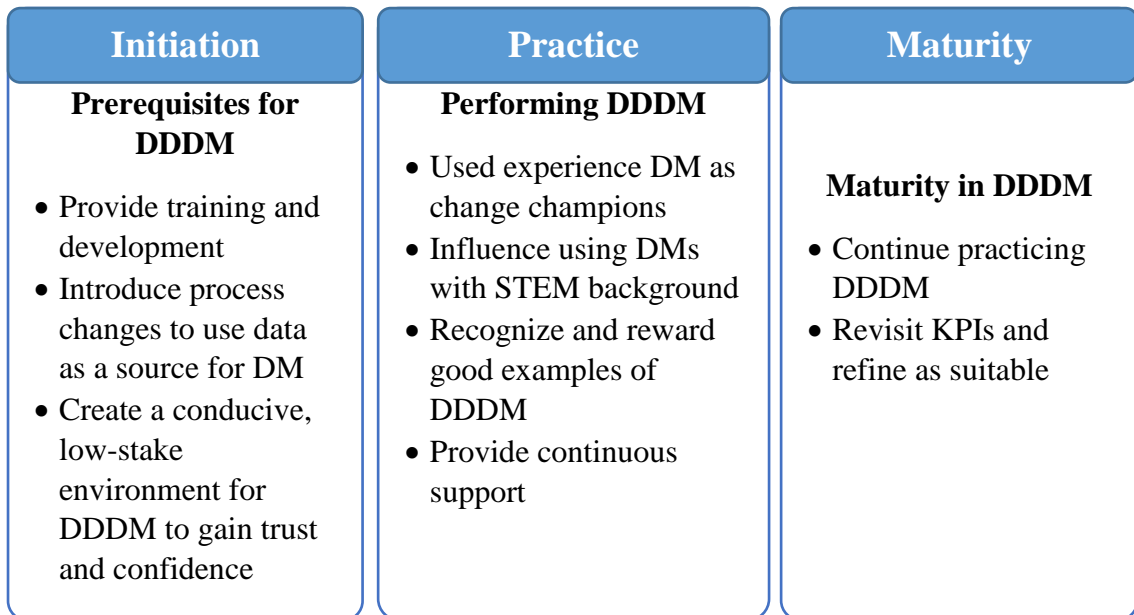 Initiation
Prerequisites for
DDDM
• Provide training and
development
• Introduce process
changes to use data
as a source for DM
• Create a conducive,
low-stake
environment for
DDDM to gain trust
and confidence
Practice
Performing DDDM
• Used experience DM as
change champions
• Influence using DMs
with STEM background
• Recognize and reward
good examples of
DDDM
• Provide continuous
support
Maturity
Maturity in DDDM
• Continue practicing
DDDM
• Revisit KPIs and
refine as suitable